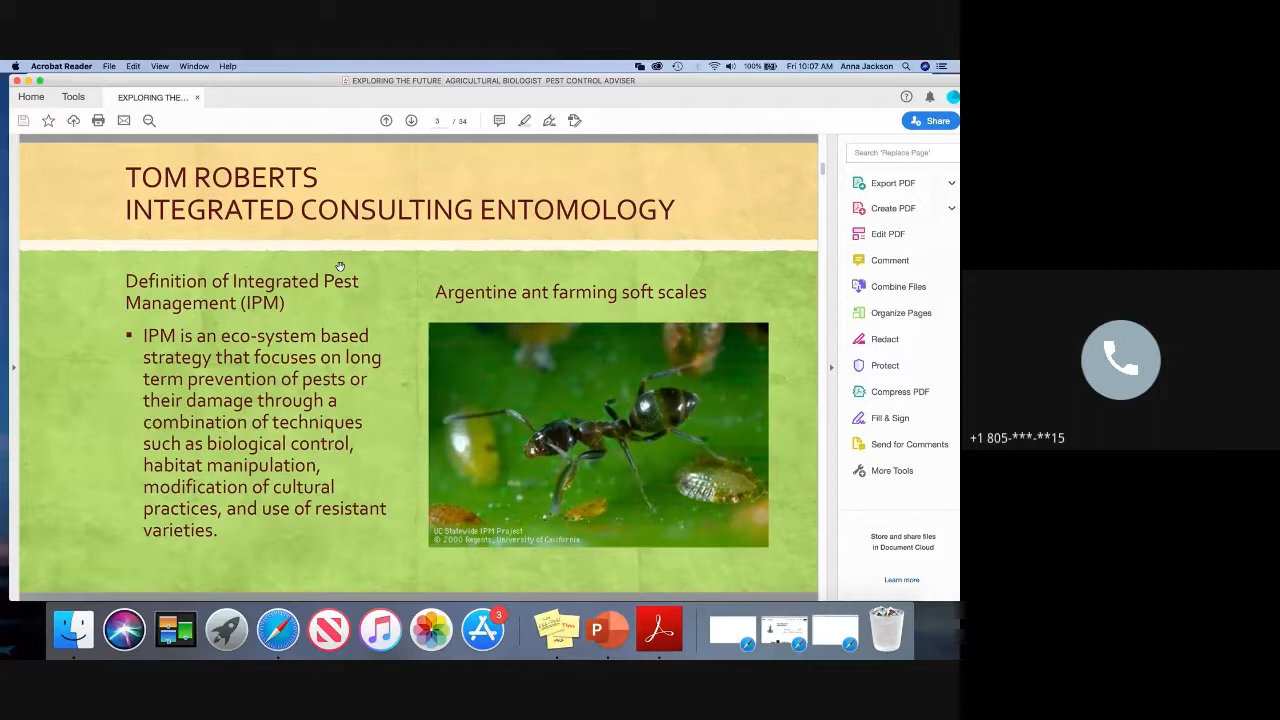 Acrobat Reader File Edit View Window Help 100% Fri 10:07 AM Anna Jackson
EXPLORING THE FUTURE AGRICULTURAL BIOLOGIST PEST CONTROL ADVISER
Home Tools EXPLORING THE... ×
3 / 34 Share
TOM ROBERTS
INTEGRATED CONSULTING ENTOMOLOGY
Definition of Integrated Pest
Management (IPM)
▪ IPM is an eco-system based
strategy that focuses on long
term prevention of pests or
their damage through a
combination of techniques
such as biological control,
habitat manipulation,
modification of cultural
practices, and use of resistant
varieties.
Argentine ant farming soft scales
UC Statewide IPM Project
© 2000 Regents, University of California
Search 'Replace Page'
Export PDF
Create PDF
Edit PDF
Comment
Combine Files
Organize Pages
Redact
Protect
Compress PDF
Fill & Sign
Send for Comments
More Tools
Store and share files
in Document Cloud
Learn more
3
+1 805-***-**15